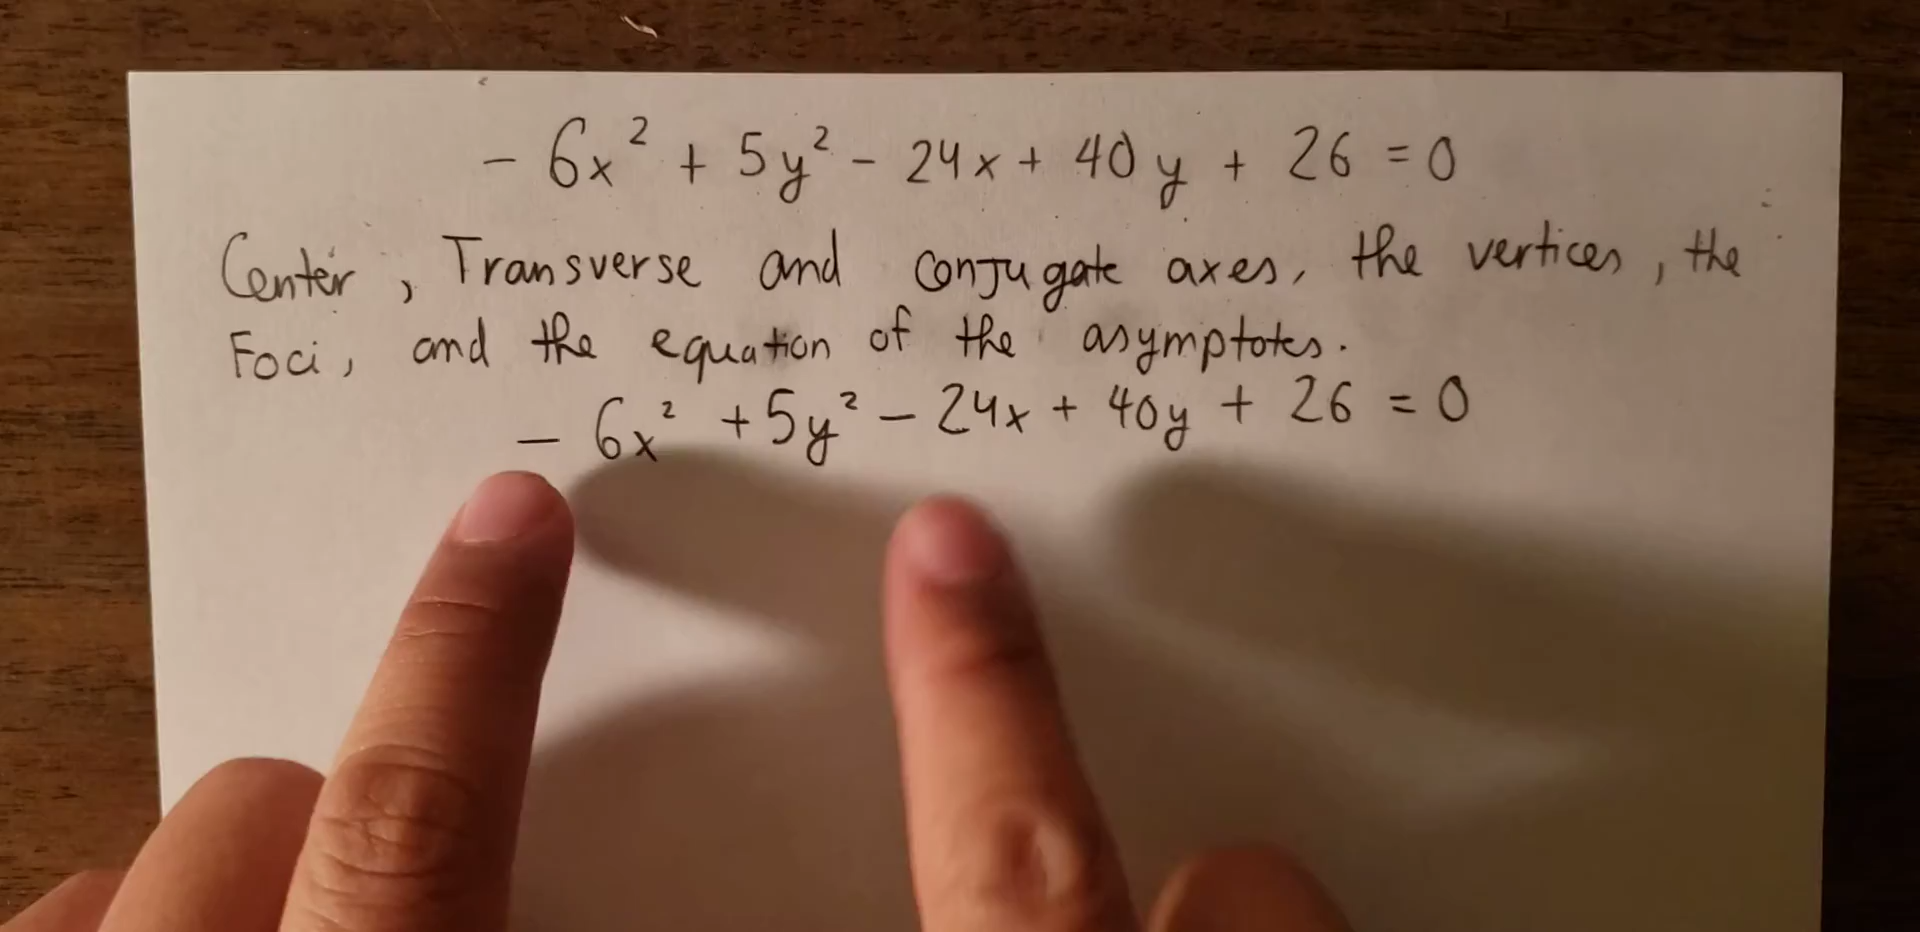 - 6x² + 5y² - 24x + 40y + 26 = 0
Center, Transverse and conjugate axes, the vertices, the
Foci, and the equation of the asymptotes.
- 6x² + 5y² - 24x + 40y + 26 = 0